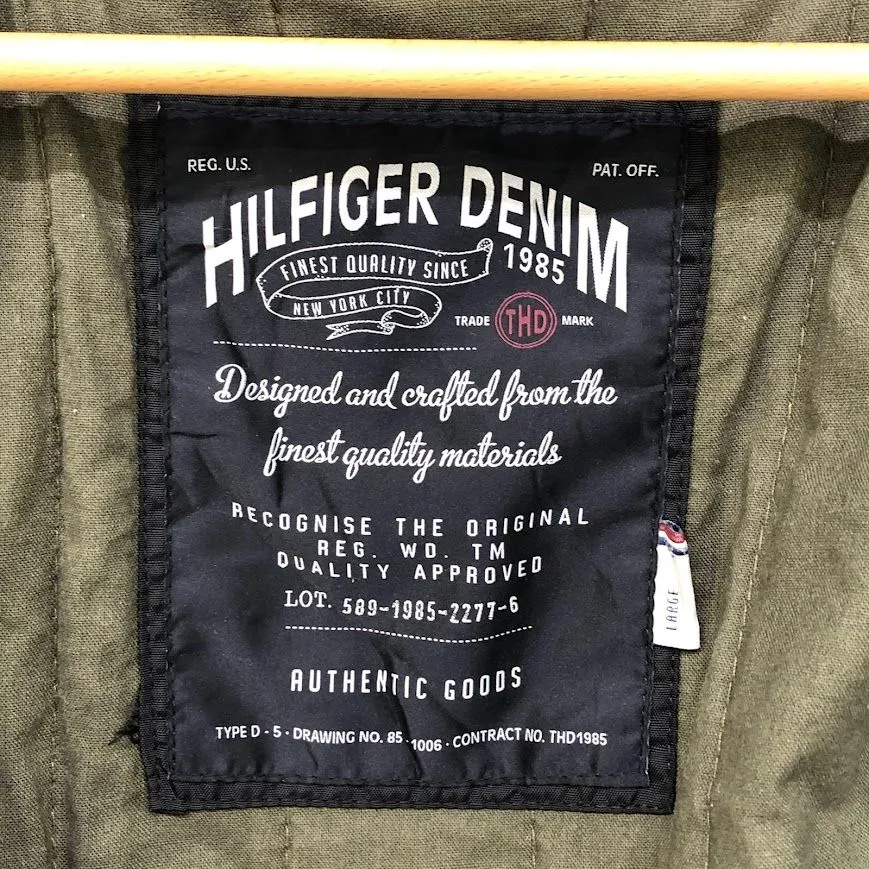 REG. U.S. PAT. OFF.
HILFIGER DENIM
FINEST QUALITY SINCE 1985
NEW YORK CITY
TRADE THD MARK
Designed and crafted from the
finest quality materials
RECOGNISE THE ORIGINAL
REG. WD. TM
QUALITY APPROVED
LOT. 589-1985-2277-6
LARGE
AUTHENTIC GOODS
TYPE D - 5 · DRAWING NO. 85 · 1006 · CONTRACT NO. THD1985